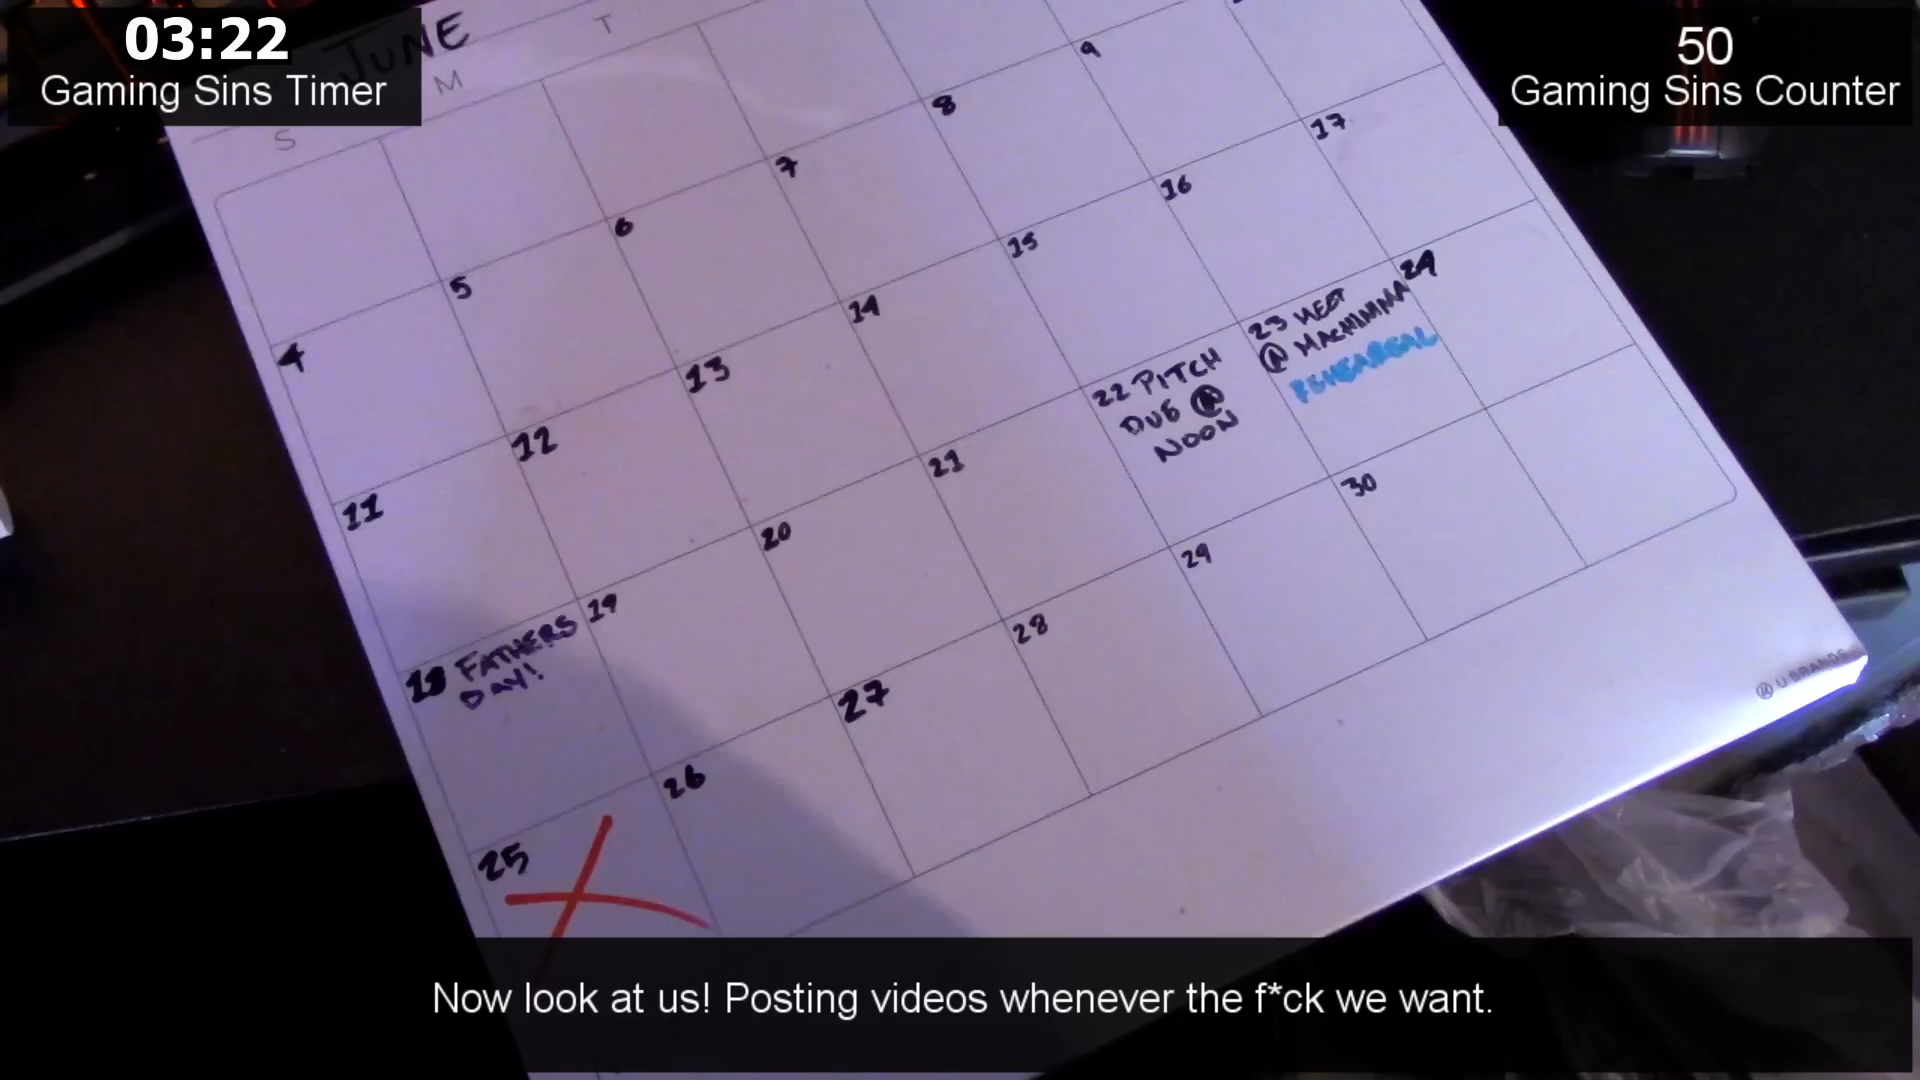 03:22
Gaming Sins Timer
50
Gaming Sins Counter
JUNE
S
M
T
4
5
6
7
8
9
11
12
13
14
15
16
17
18 FATHERS
DAY!
19
20
21
22 PITCH
DUE @
NOON
23 MEET
@ MACHINIMA
REHEARSAL
24
25
26
27
28
29
30
U BRANDS
Now look at us! Posting videos whenever the f*ck we want.